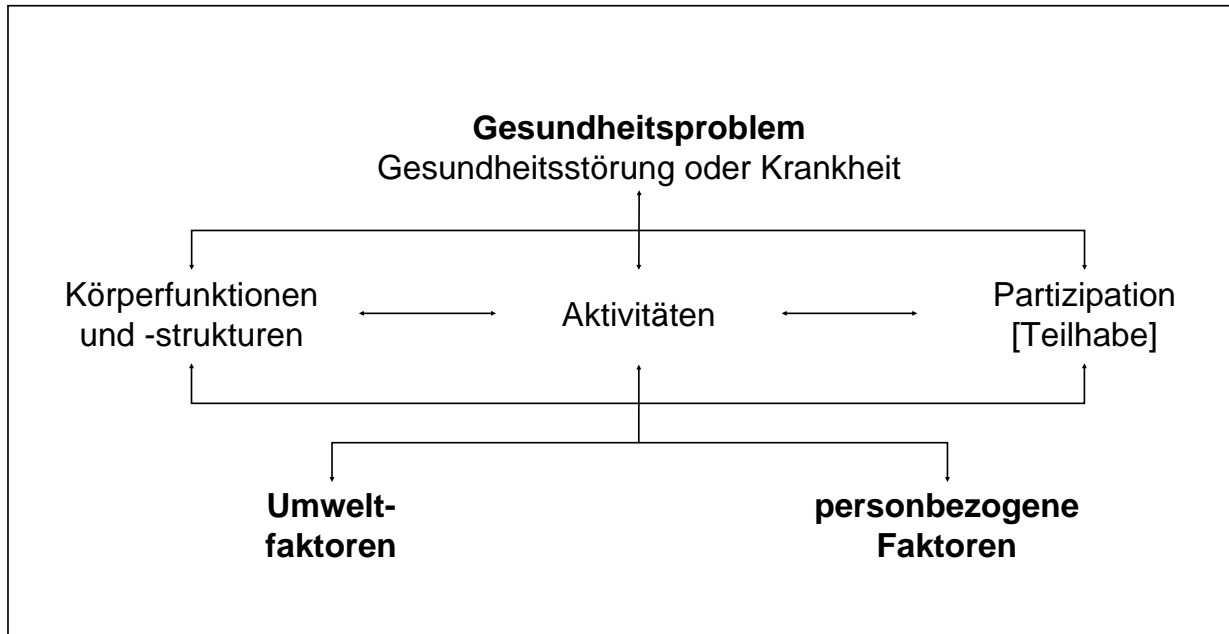 Gesundheitsproblem
Gesundheitsstörung oder Krankheit
Körperfunktionen
und -strukturen
Aktivitäten
Partizipation
[Teilhabe]
Umwelt-
faktoren
personbezogene
Faktoren